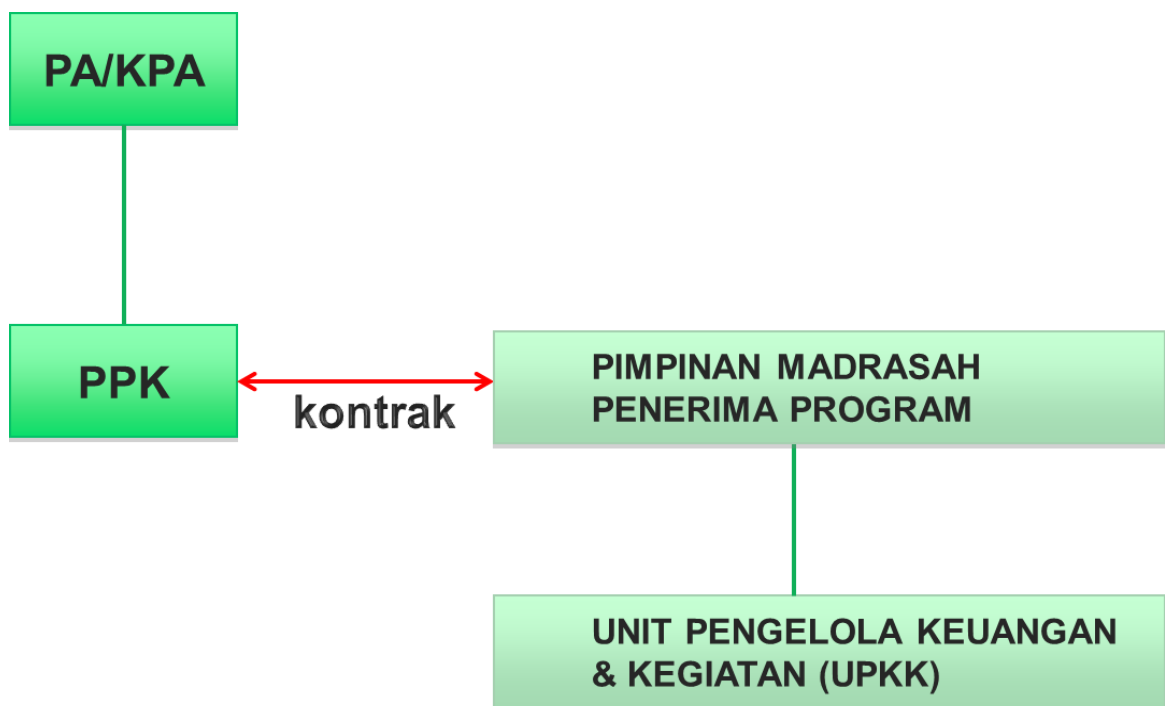 PA/KPA
PPK
kontrak
PIMPINAN MADRASAH
PENERIMA PROGRAM
UNIT PENGELOLA KEUANGAN
& KEGIATAN (UPKK)